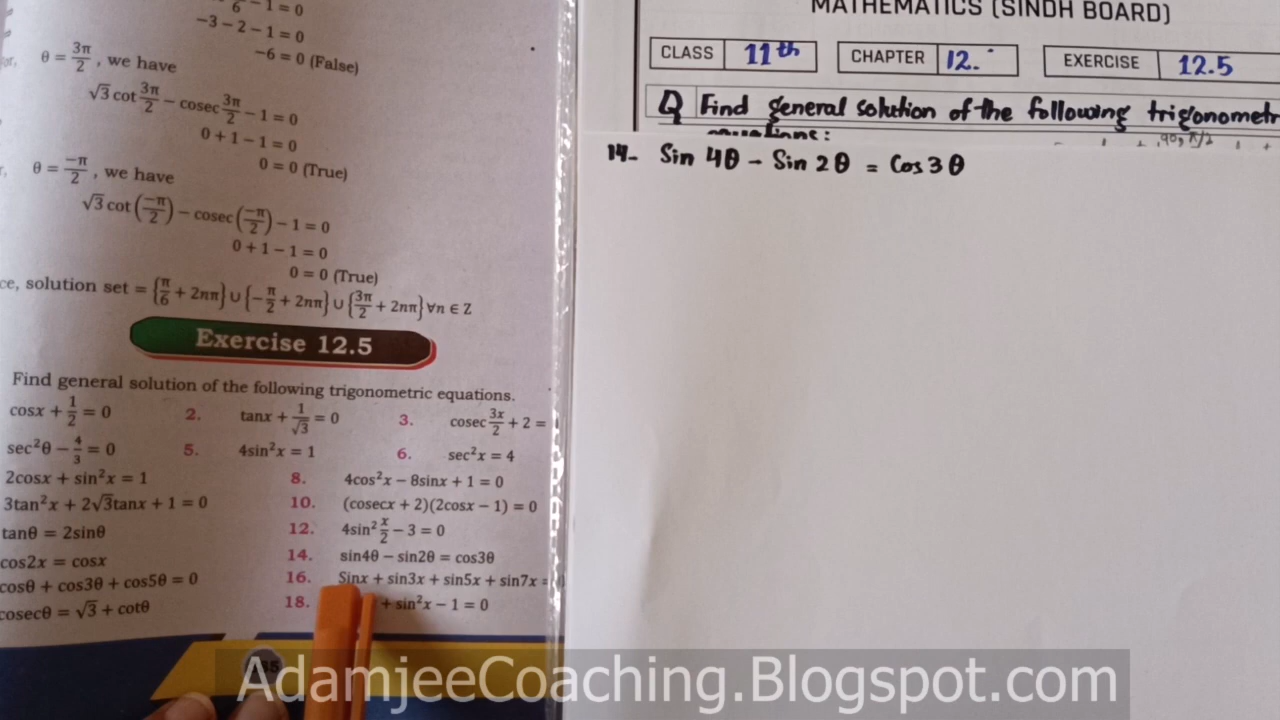 6 - 1 = 0
-3 - 2 - 1 = 0
-6 = 0 (False)
θ = 3π/2, we have
√3 cot 3π/2 - cosec 3π/2 - 1 = 0
0 + 1 - 1 = 0
0 = 0 (True)
θ = -π/2, we have
√3 cot(-π/2) - cosec(-π/2) - 1 = 0
0 + 1 - 1 = 0
0 = 0 (True)
ce, solution set = {π/6 + 2nπ} ∪ {-π/2 + 2nπ} ∪ {3π/2 + 2nπ} ∀n ∈ Z
Exercise 12.5
Find general solution of the following trigonometric equations.
cosx + 1/2 = 0 2. tanx + 1/√3 = 0 3. cosec 3x/2 + 2 =
sec²θ - 4/3 = 0 5. 4sin²x = 1 6. sec²x = 4
2cosx + sin²x = 1 8. 4cos²x - 8sinx + 1 = 0
3tan²x + 2√3tanx + 1 = 0 10. (cosecx + 2)(2cosx - 1) = 0
tanθ = 2sinθ 12. 4sin² x/2 - 3 = 0
cos2x = cosx 14. sin4θ - sin2θ = cos3θ
cosθ + cos3θ + cos5θ = 0 16. Sinx + sin3x + sin5x + sin7x =
cosecθ = √3 + cotθ 18. + sin²x - 1 = 0
MATHEMATICS (SINDH BOARD)
CLASS 11th CHAPTER 12. EXERCISE 12.5
Q Find general solution of the following trigonometr
equations:
14- Sin 4θ - Sin 2θ = Cos 3θ
AdamjeeCoaching.Blogspot.com